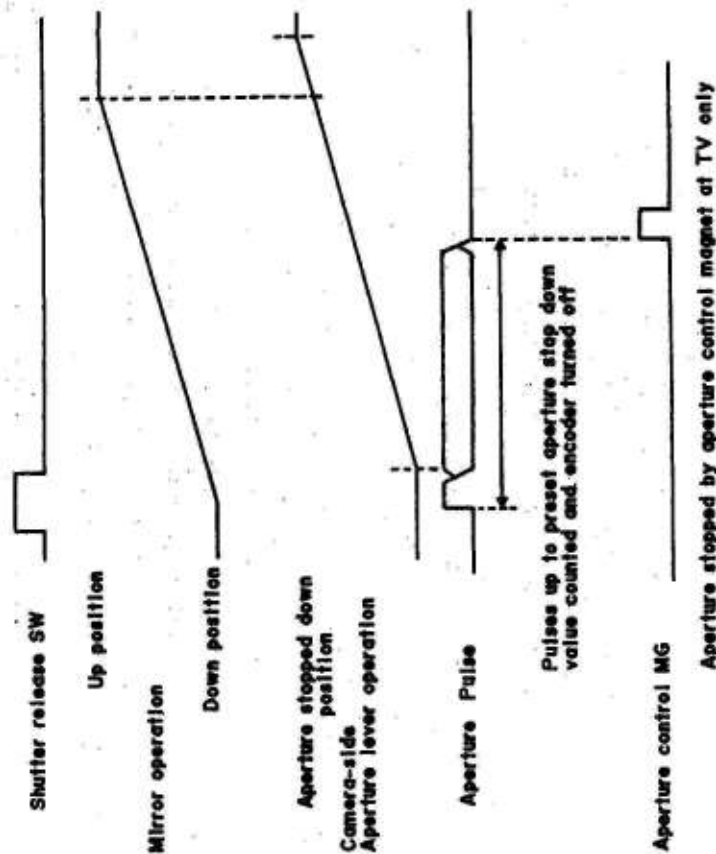 Shutter release SW
Up position
Mirror operation
Down position
Aperture stopped down
position
Camera-side
Aperture lever operation
Aperture Pulse
Pulses up to preset aperture stop down
value counted and encoder turned off
Aperture control MG
Aperture stopped by aperture control magnet at TV only